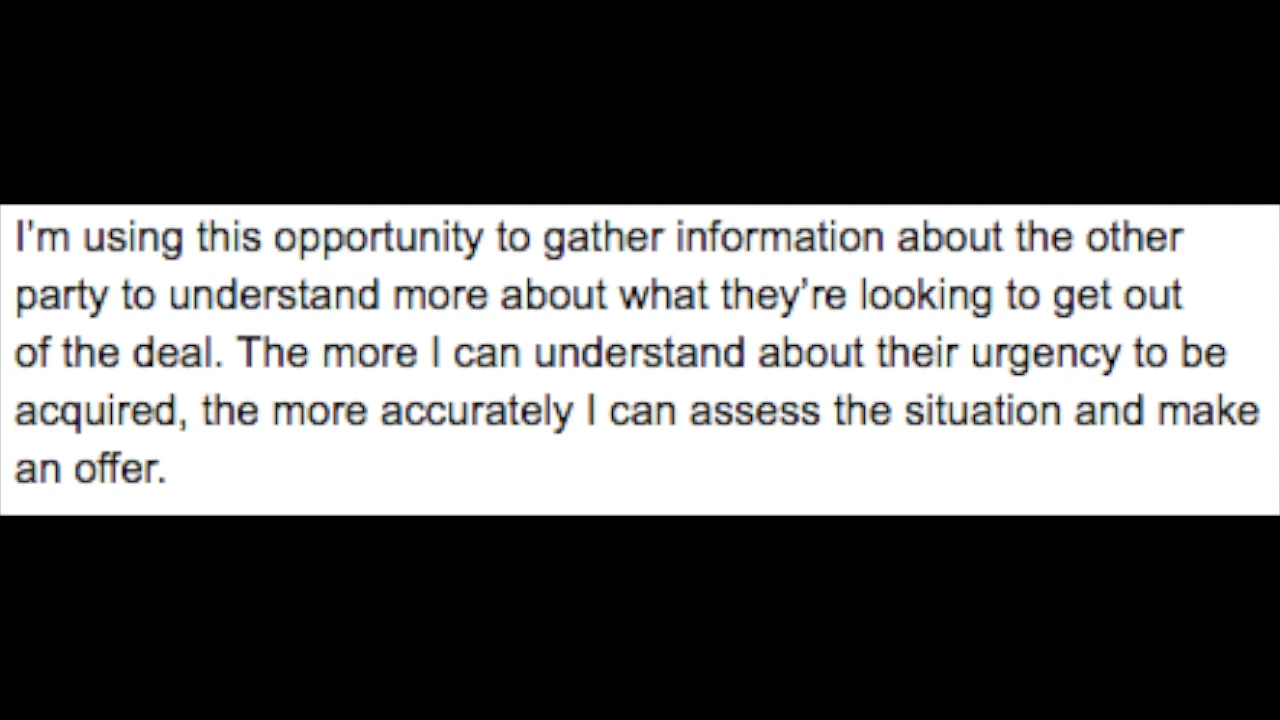 I’m using this opportunity to gather information about the other
party to understand more about what they’re looking to get out
of the deal. The more I can understand about their urgency to be
acquired, the more accurately I can assess the situation and make
an offer.